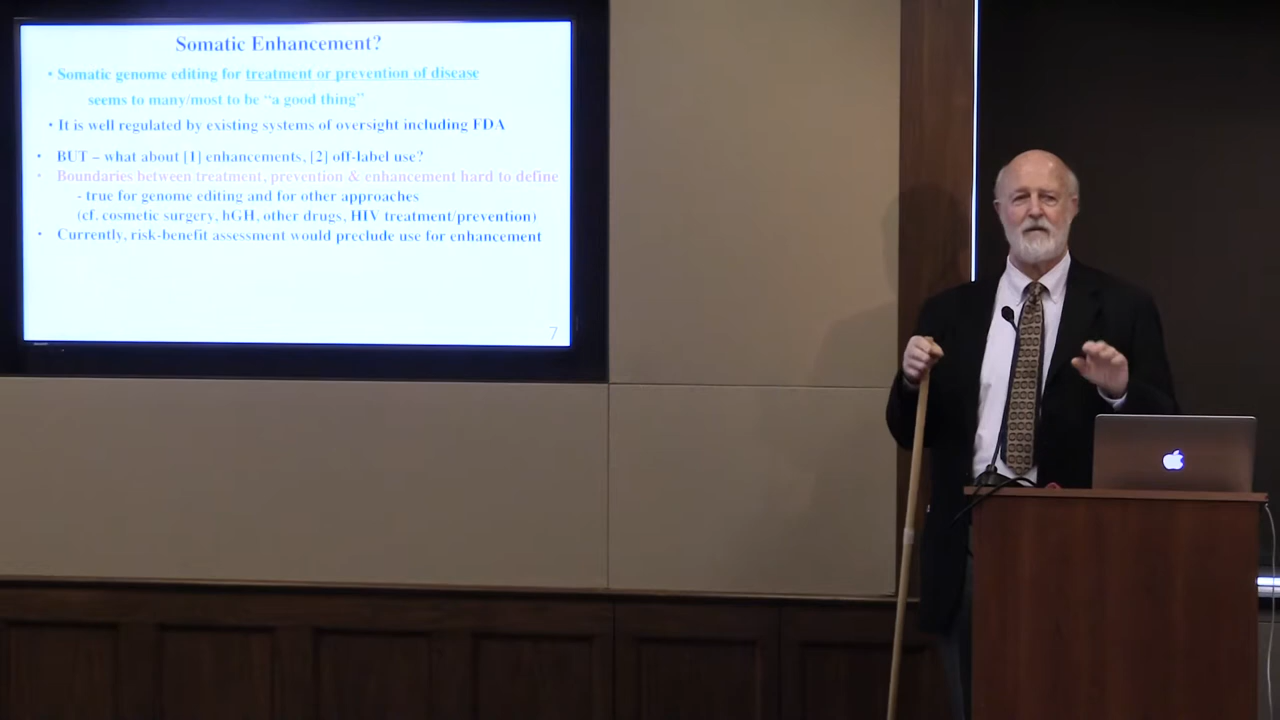 Somatic Enhancement?
• Somatic genome editing for treatment or prevention of disease
seems to many/most to be "a good thing"
• It is well regulated by existing systems of oversight including FDA
• BUT – what about [1] enhancements, [2] off-label use?
• Boundaries between treatment, prevention & enhancement hard to define
- true for genome editing and for other approaches
(cf. cosmetic surgery, hGH, other drugs, HIV treatment/prevention)
• Currently, risk-benefit assessment would preclude use for enhancement
7